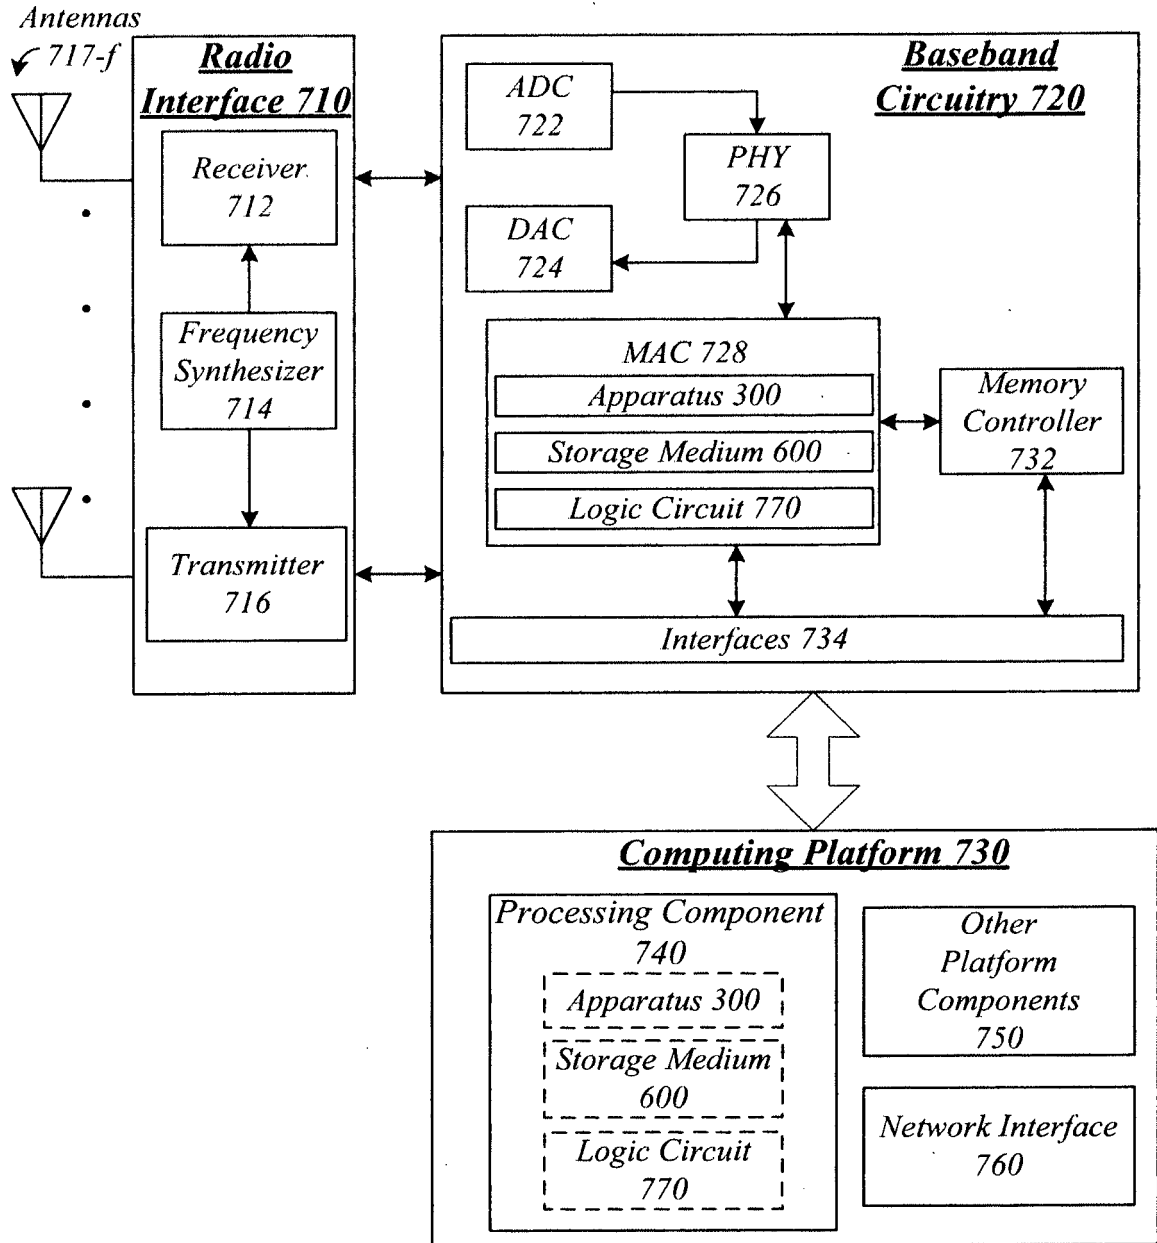 Antennas
717-f
Radio
Interface 710
Receiver
712
Frequency
Synthesizer
714
Transmitter
716
Baseband
Circuitry 720
ADC
722
PHY
726
DAC
724
MAC 728
Apparatus 300
Storage Medium 600
Logic Circuit 770
Memory
Controller
732
Interfaces 734
Computing Platform 730
Processing Component
740
Apparatus 300
Storage Medium
600
Logic Circuit
770
Other
Platform
Components
750
Network Interface
760